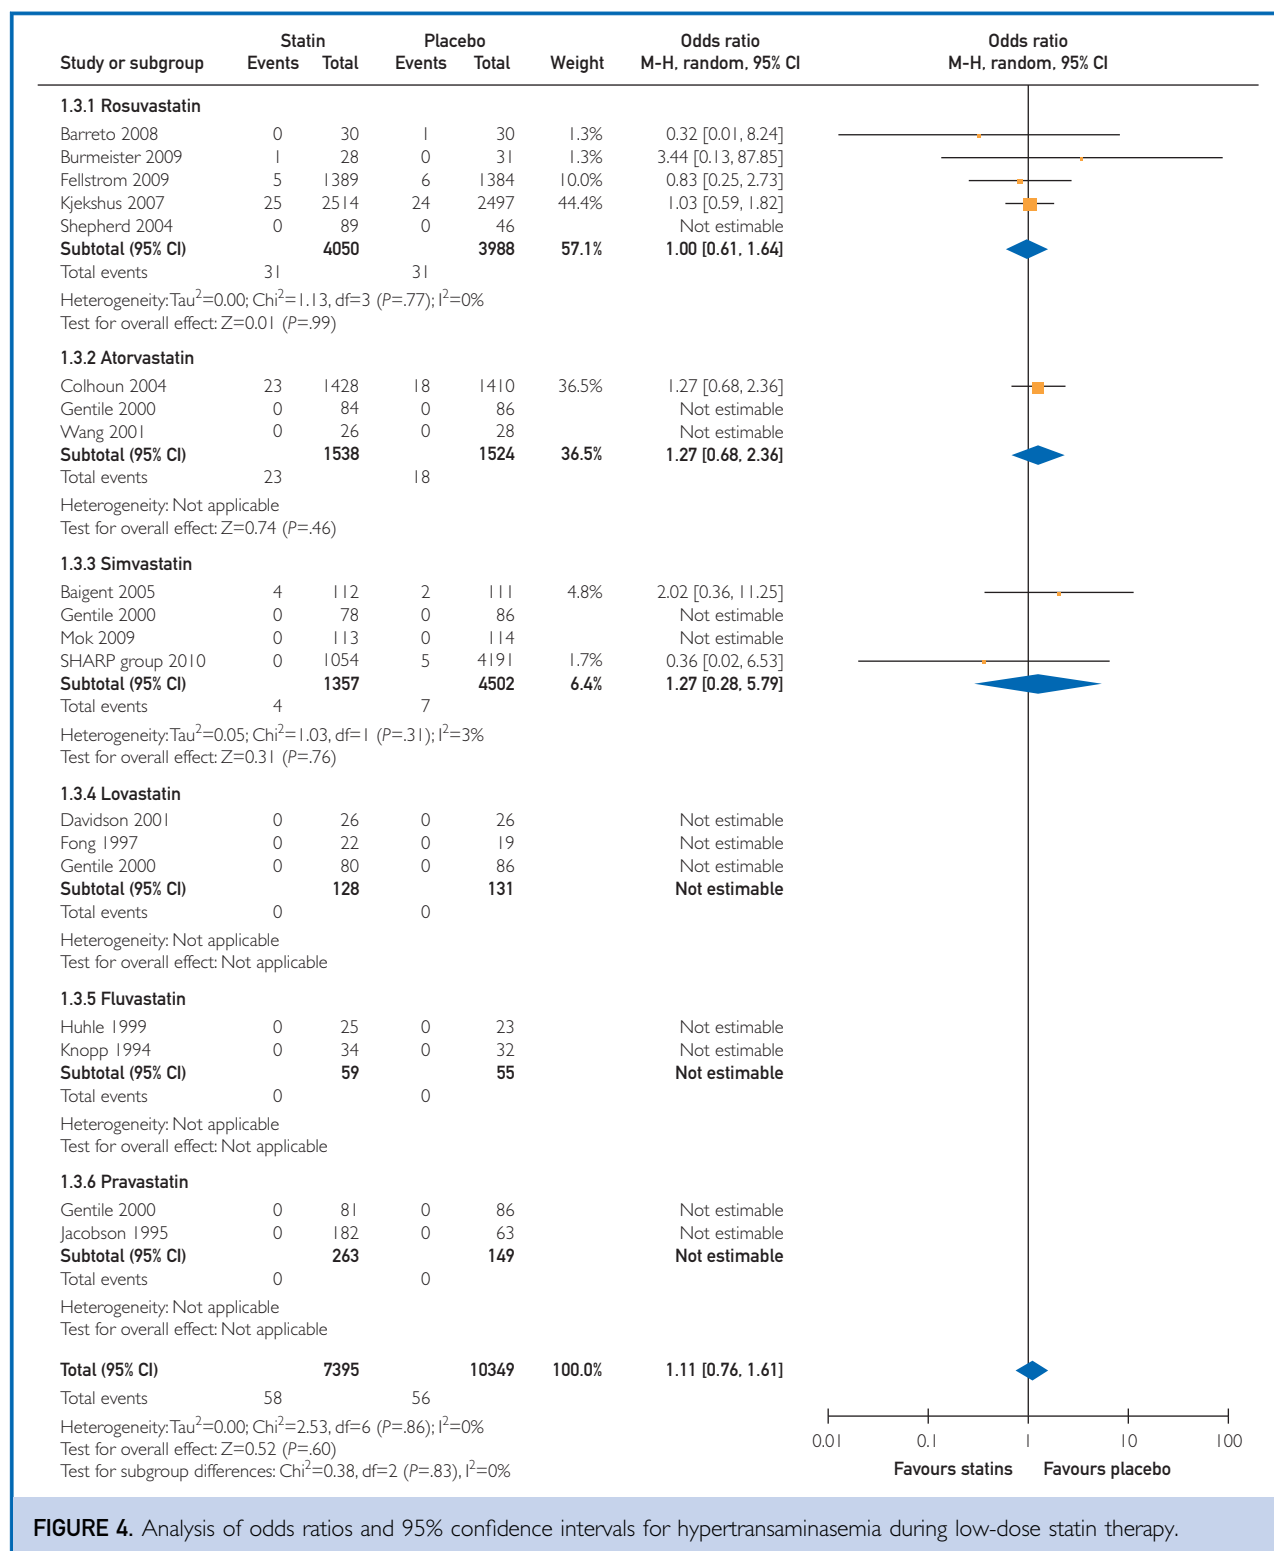 Statin Placebo Odds ratio Odds ratio
Study or subgroup Events Total Events Total Weight M-H, random, 95% CI M-H, random, 95% CI
1.3.1 Rosuvastatin
Barreto 2008 0 30 1 30 1.3% 0.32 [0.01, 8.24]
Burmeister 2009 1 28 0 31 1.3% 3.44 [0.13, 87.85]
Fellstrom 2009 5 1389 6 1384 10.0% 0.83 [0.25, 2.73]
Kjekshus 2007 25 2514 24 2497 44.4% 1.03 [0.59, 1.82]
Shepherd 2004 0 89 0 46 Not estimable
Subtotal (95% CI) 4050 3988 57.1% 1.00 [0.61, 1.64]
Total events 31 31
Heterogeneity: Tau²=0.00; Chi²=1.13, df=3 (P=.77); I²=0%
Test for overall effect: Z=0.01 (P=.99)
1.3.2 Atorvastatin
Colhoun 2004 23 1428 18 1410 36.5% 1.27 [0.68, 2.36]
Gentile 2000 0 84 0 86 Not estimable
Wang 2001 0 26 0 28 Not estimable
Subtotal (95% CI) 1538 1524 36.5% 1.27 [0.68, 2.36]
Total events 23 18
Heterogeneity: Not applicable
Test for overall effect: Z=0.74 (P=.46)
1.3.3 Simvastatin
Baigent 2005 4 112 2 111 4.8% 2.02 [0.36, 11.25]
Gentile 2000 0 78 0 86 Not estimable
Mok 2009 0 113 0 114 Not estimable
SHARP group 2010 0 1054 5 4191 1.7% 0.36 [0.02, 6.53]
Subtotal (95% CI) 1357 4502 6.4% 1.27 [0.28, 5.79]
Total events 4 7
Heterogeneity: Tau²=0.05; Chi²=1.03, df=1 (P=.31); I²=3%
Test for overall effect: Z=0.31 (P=.76)
1.3.4 Lovastatin
Davidson 2001 0 26 0 26 Not estimable
Fong 1997 0 22 0 19 Not estimable
Gentile 2000 0 80 0 86 Not estimable
Subtotal (95% CI) 128 131 Not estimable
Total events 0 0
Heterogeneity: Not applicable
Test for overall effect: Not applicable
1.3.5 Fluvastatin
Huhle 1999 0 25 0 23 Not estimable
Knopp 1994 0 34 0 32 Not estimable
Subtotal (95% CI) 59 55 Not estimable
Total events 0 0
Heterogeneity: Not applicable
Test for overall effect: Not applicable
1.3.6 Pravastatin
Gentile 2000 0 81 0 86 Not estimable
Jacobson 1995 0 182 0 63 Not estimable
Subtotal (95% CI) 263 149 Not estimable
Total events 0 0
Heterogeneity: Not applicable
Test for overall effect: Not applicable
Total (95% CI) 7395 10349 100.0% 1.11 [0.76, 1.61]
Total events 58 56
Heterogeneity: Tau²=0.00; Chi²=2.53, df=6 (P=.86); I²=0%
Test for overall effect: Z=0.52 (P=.60)
Test for subgroup differences: Chi²=0.38, df=2 (P=.83), I²=0%
0.01 0.1 1 10 100
Favours statins Favours placebo
FIGURE 4. Analysis of odds ratios and 95% confidence intervals for hypertransaminasemia during low-dose statin therapy.